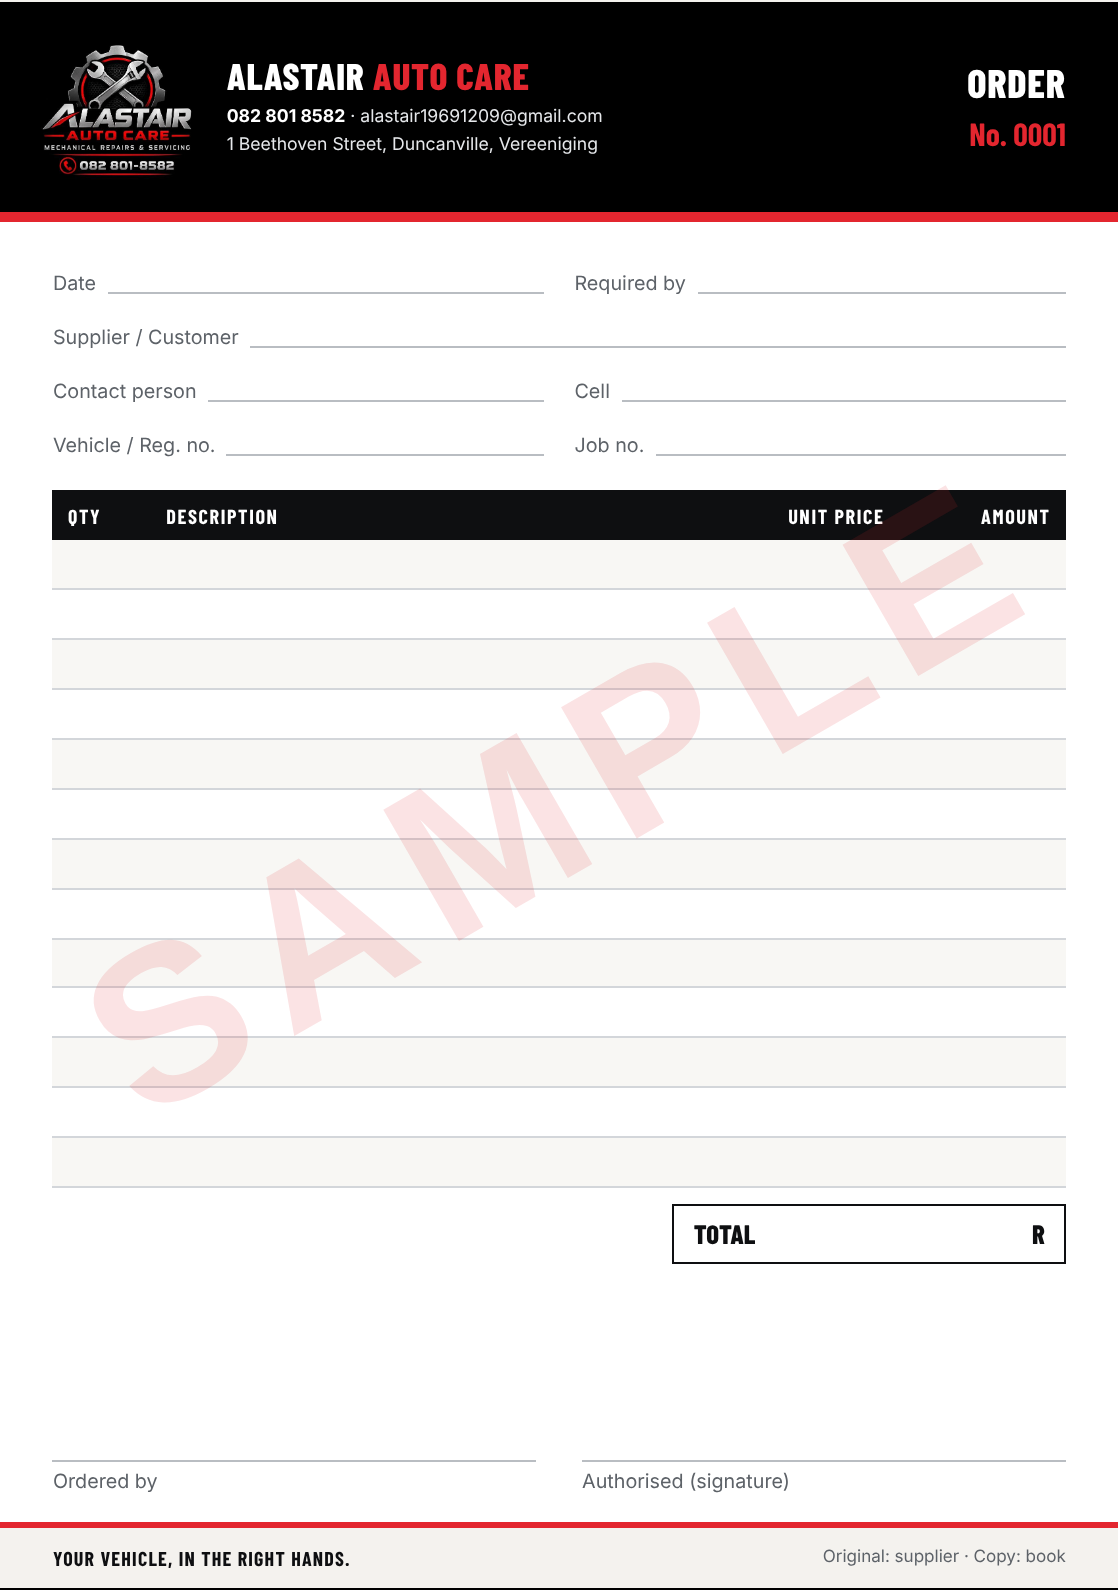 ALASTAIR
AUTO CARE
MECHANICAL REPAIRS & SERVICING
082 801-8582
ALASTAIR AUTO CARE
082 801 8582 · alastair19691209@gmail.com
1 Beethoven Street, Duncanville, Vereeniging
ORDER
No. 0001
Date
Required by
Supplier / Customer
Contact person
Cell
Vehicle / Reg. no.
Job no.
QTY DESCRIPTION UNIT PRICE AMOUNT
SAMPLE
TOTAL R
Ordered by
Authorised (signature)
YOUR VEHICLE, IN THE RIGHT HANDS.
Original: supplier · Copy: book